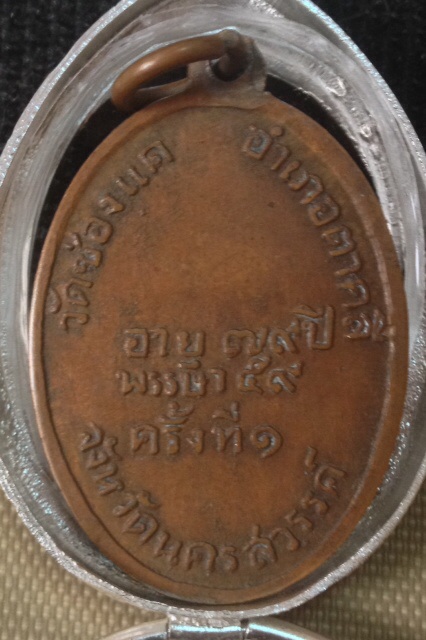 วัดช่องแค อำเภอตาคลี
อายุ ๗๙ ปี
พรรษา ๕๙
ครั้งที่ ๑
จังหวัดนครสวรรค์